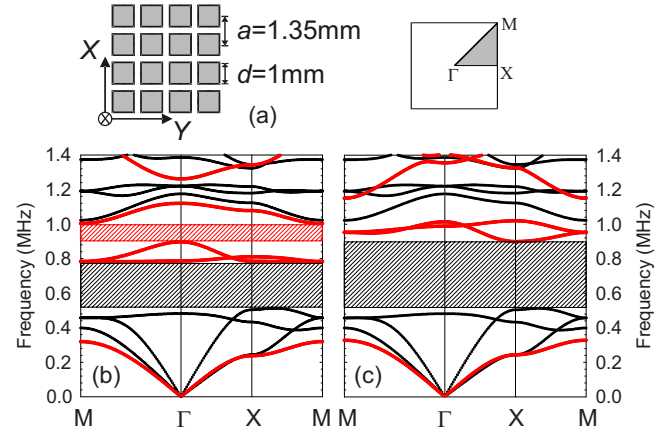 a=1.35mm
d=1mm
X
Y
(a)
M
Γ
X
1.4
1.2
1.0
0.8
0.6
0.4
0.2
0.0
Frequency (MHz)
(b)
M
Γ
X
M
(c)
M
Γ
X
M
1.4
1.2
1.0
0.8
0.6
0.4
0.2
0.0
Frequency (MHz)